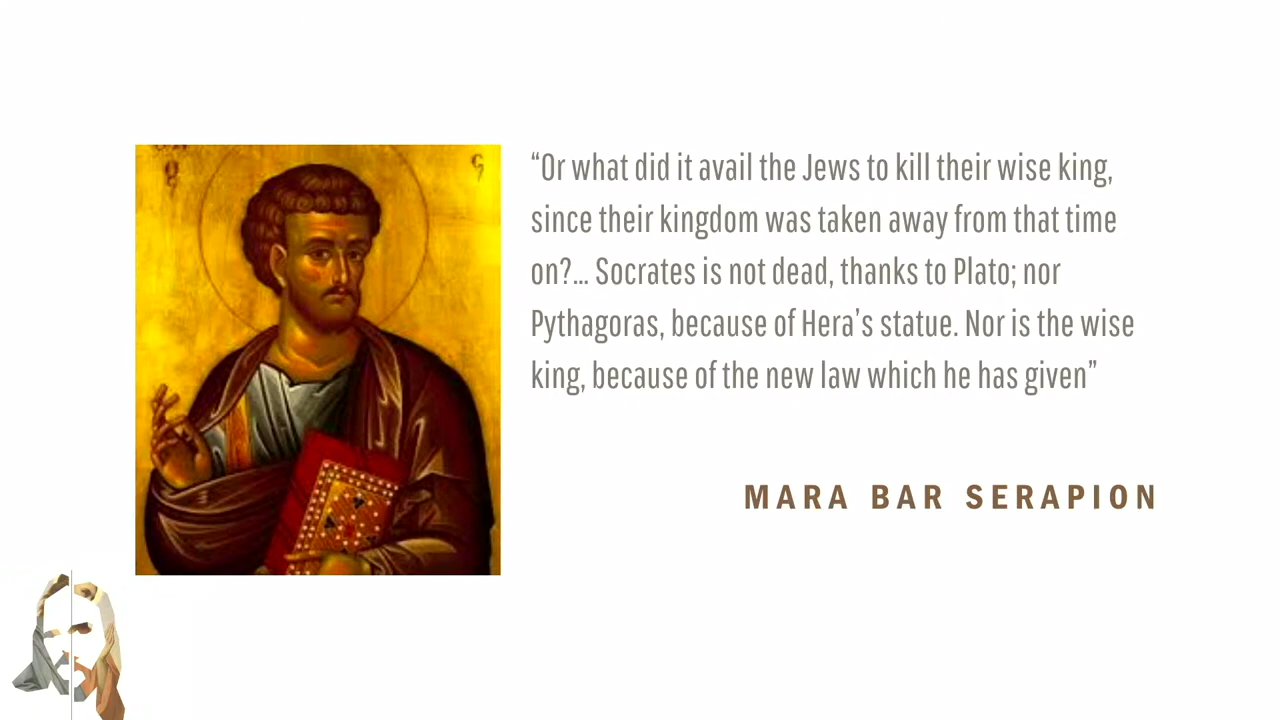 “Or what did it avail the Jews to kill their wise king,
since their kingdom was taken away from that time
on?... Socrates is not dead, thanks to Plato; nor
Pythagoras, because of Hera’s statue. Nor is the wise
king, because of the new law which he has given”
MARA BAR SERAPION